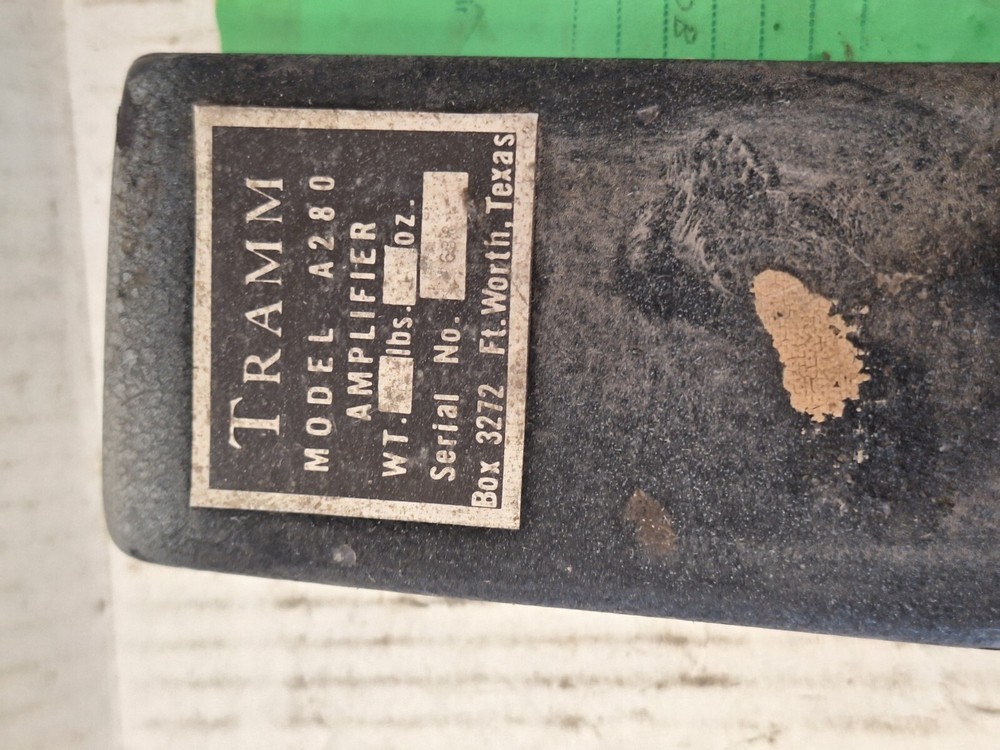 TRAMM
MODEL A280
AMPLIFIER
WT. lbs. oz.
Serial No.
Box 3272 Ft. Worth, Texas